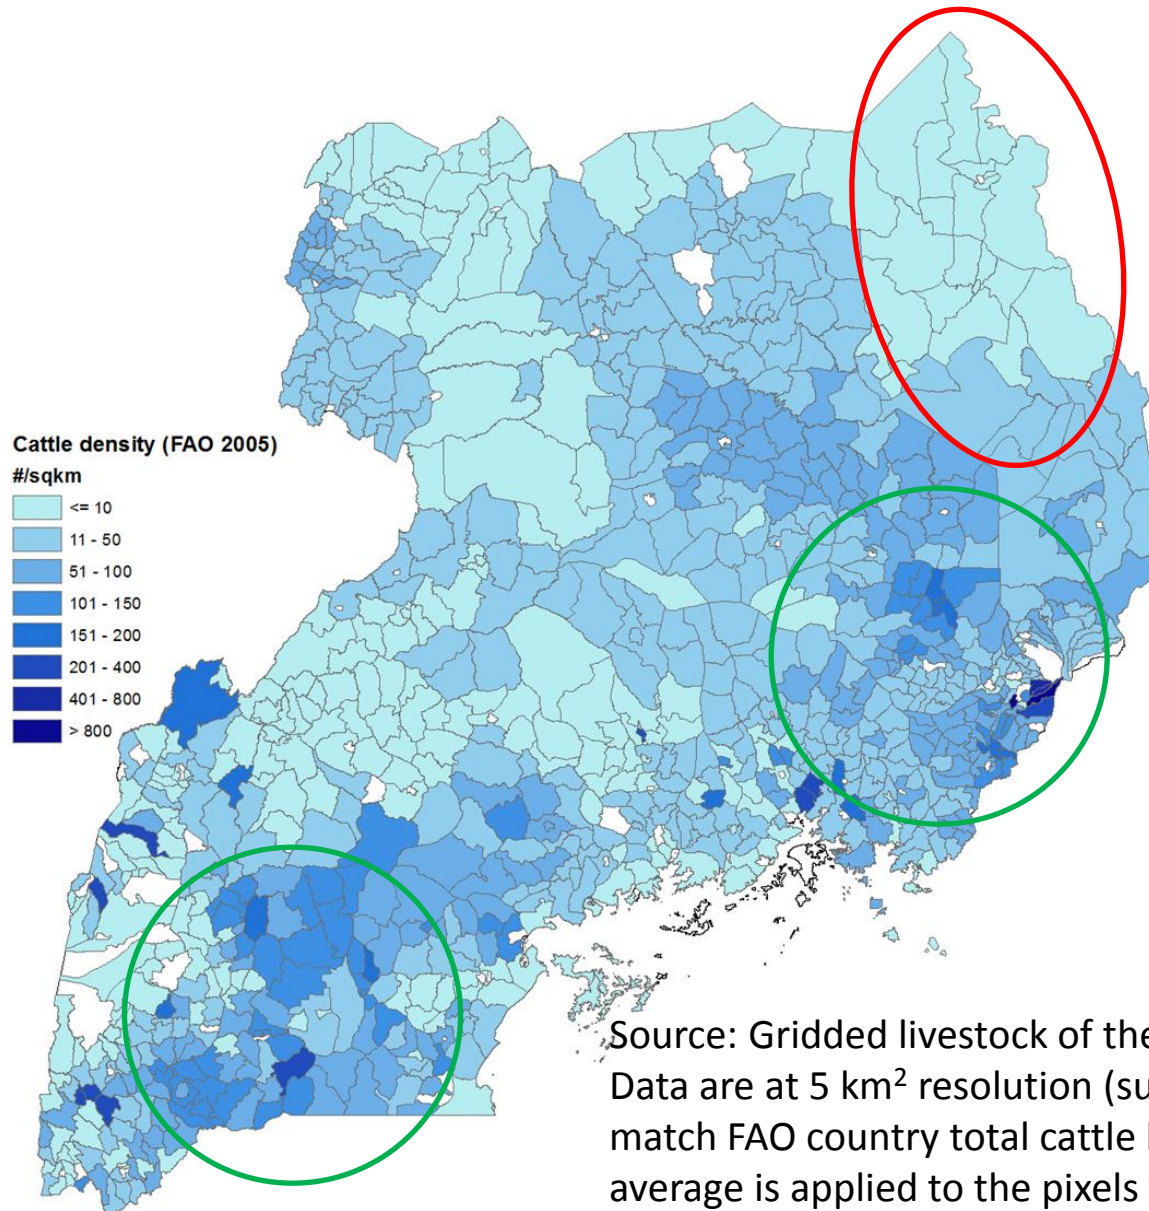 Cattle density (FAO 2005)
#/sqkm
<= 10
11 - 50
51 - 100
101 - 150
151 - 200
201 - 400
401 - 800
> 800
Source: Gridded livestock of the
Data are at 5 km² resolution (su
match FAO country total cattle
average is applied to the pixels